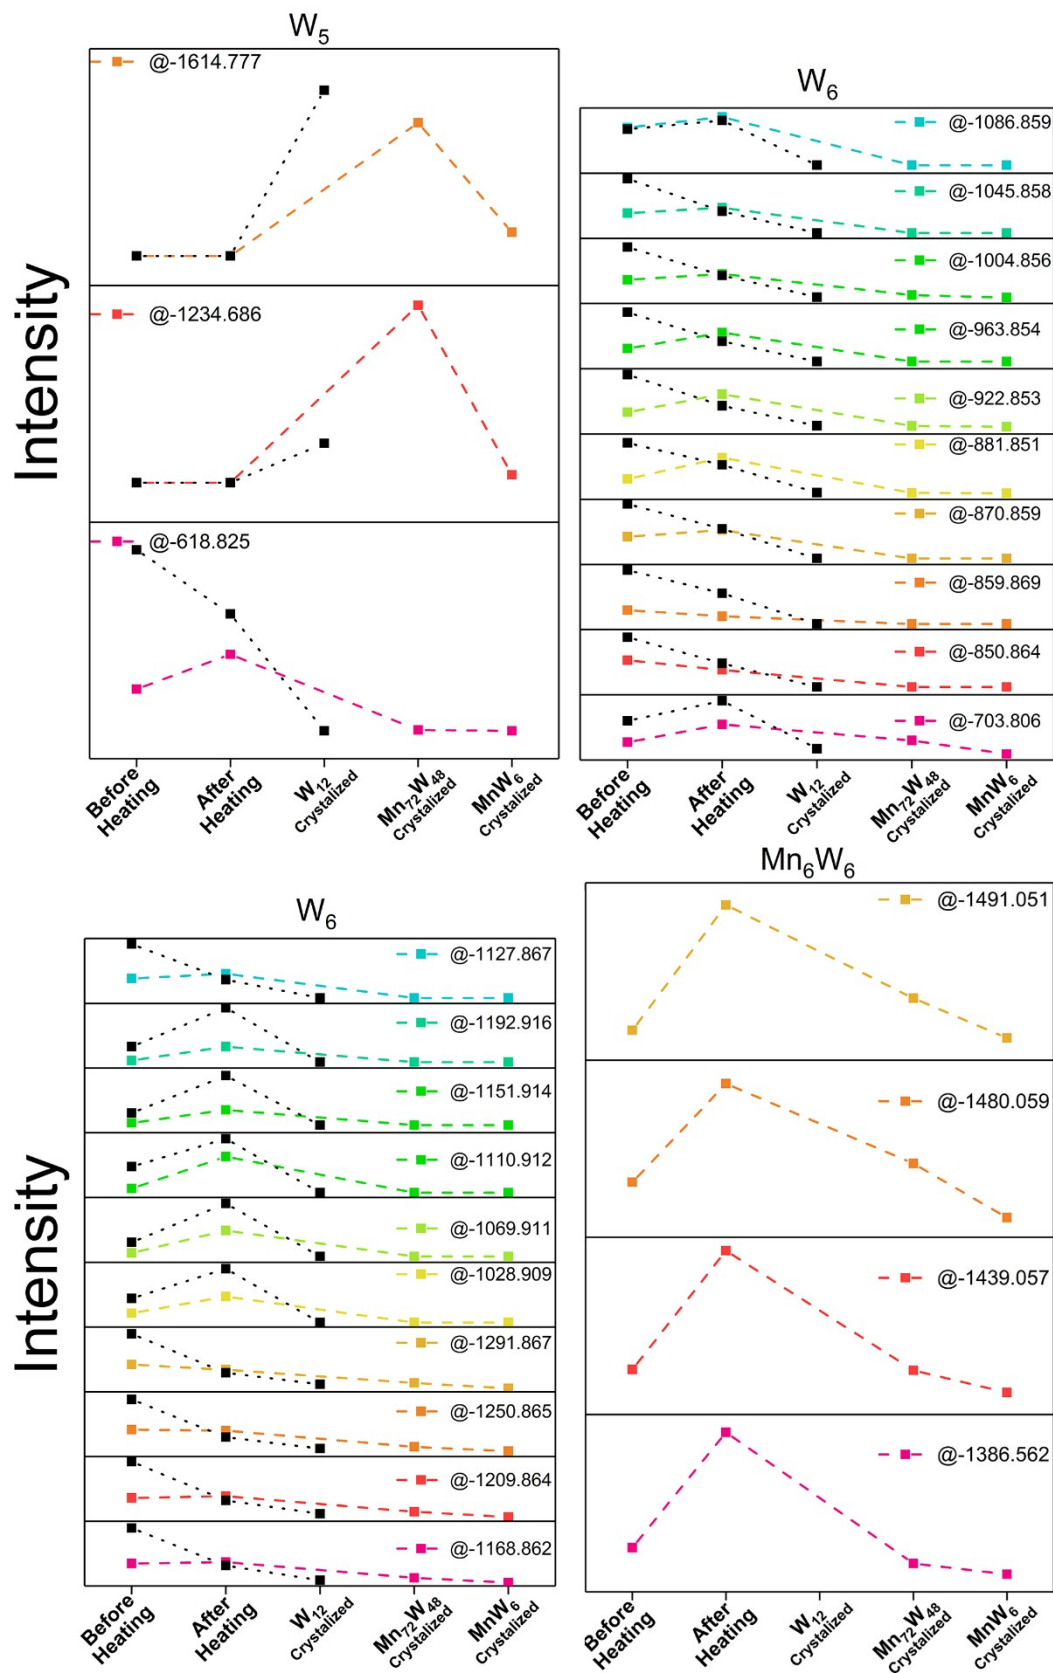 W5
@-1614.777
@-1234.686
@-618.825
Intensity
Before Heating
After Heating
W12 Crystalized
Mn72W48 Crystalized
MnW6 Crystalized
W6
@-1086.859
@-1045.858
@-1004.856
@-963.854
@-922.853
@-881.851
@-870.859
@-859.869
@-850.864
@-703.806
Before Heating
After Heating
W12 Crystalized
Mn72W48 Crystalized
MnW6 Crystalized
W6
@-1127.867
@-1192.916
@-1151.914
@-1110.912
@-1069.911
@-1028.909
@-1291.867
@-1250.865
@-1209.864
@-1168.862
Intensity
Before Heating
After Heating
W12 Crystalized
Mn72W48 Crystalized
MnW6 Crystalized
Mn6W6
@-1491.051
@-1480.059
@-1439.057
@-1386.562
Before Heating
After Heating
W12 Crystalized
Mn72W48 Crystalized
MnW6 Crystalized